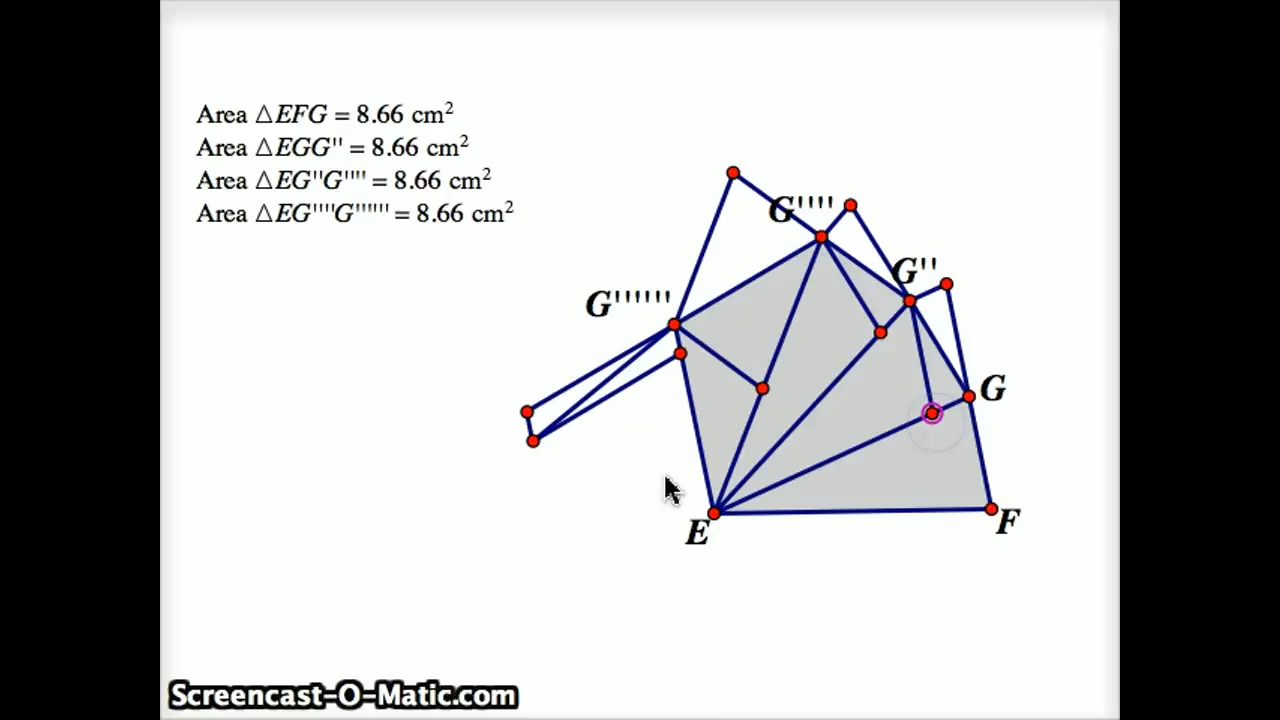 Area △EFG = 8.66 cm²
Area △EGG'' = 8.66 cm²
Area △EG''G'''' = 8.66 cm²
Area △EG''''G'''''' = 8.66 cm²
G''''
G''
G''''''
G
E
F
Screencast-O-Matic.com